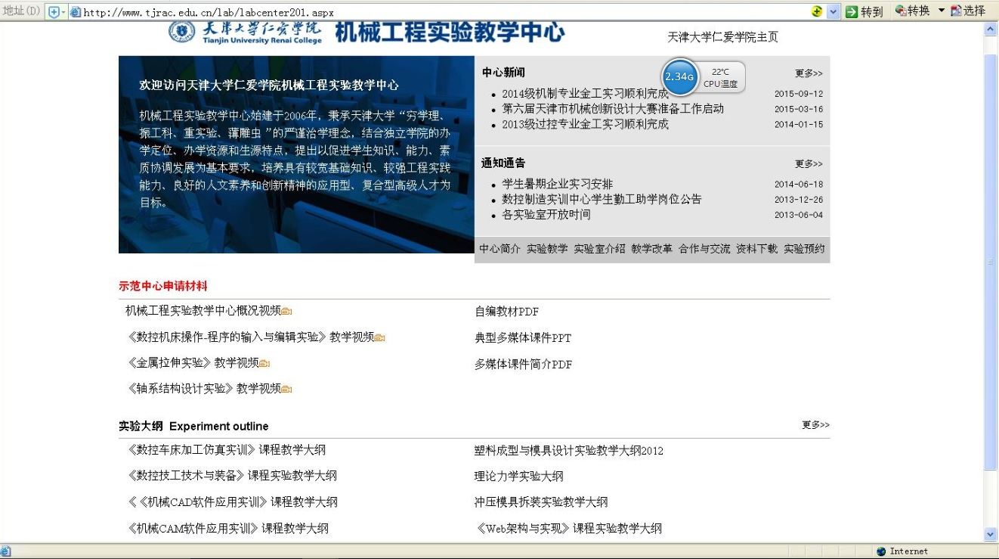 地址(D) http://www.tjrac.edu.cn/lab/labcenter201.aspx 转到 转换 选择
天津大学仁爱学院 机械工程实验教学中心 天津大学仁爱学院主页
Tianjin University Renai College
欢迎访问天津大学仁爱学院机械工程实验教学中心
机械工程实验教学中心始建于2006年，秉承天津大学“穷学理、
振工科、重实验、薄雕虫 ”的严谨治学理念，结合独立学院的办
学定位、办学资源和生源特点，提出以促进学生知识、能力、素
质协调发展为基本要求，培养具有较宽基础知识、较强工程实践
能力、良好的人文素养和创新精神的应用型、复合型高级人才为
目标。
中心新闻 更多>>
2.34G 22℃
CPU温度
2014级机制专业金工实习顺利完成 2015-09-12
第六届天津市机械创新设计大赛准备工作启动 2015-03-16
2013级过控专业金工实习顺利完成 2014-01-15
通知通告 更多>>
学生暑期企业实习安排 2014-06-18
数控制造实训中心学生勤工助学岗位公告 2013-12-26
各实验室开放时间 2013-06-04
中心简介 实验教学 实验室介绍 教学改革 合作与交流 资料下载 实验预约
示范中心申请材料
机械工程实验教学中心概况视频
《数控机床操作-程序的输入与编辑实验》教学视频
《金属拉伸实验》教学视频
《轴系结构设计实验》教学视频
自编教材PDF
典型多媒体课件PPT
多媒体课件简介PDF
实验大纲 Experiment outline 更多>>
《数控车床加工仿真实训》课程教学大纲
《数控技工技术与装备》课程实验教学大纲
《《机械CAD软件应用实训》课程教学大纲
《机械CAM软件应用实训》课程教学大纲
塑料成型与模具设计实验教学大纲2012
理论力学实验大纲
冲压模具拆装实验教学大纲
《Web架构与实现》课程实验教学大纲
Internet